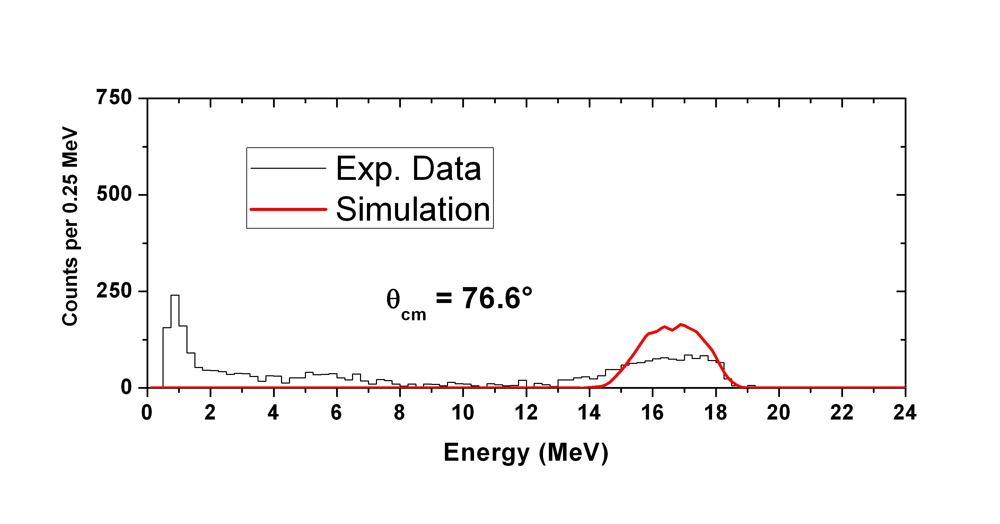 750
500
250
0
Counts per 0.25 MeV
Exp. Data
Simulation
θcm = 76.6°
0 2 4 6 8 10 12 14 16 18 20 22 24
Energy (MeV)